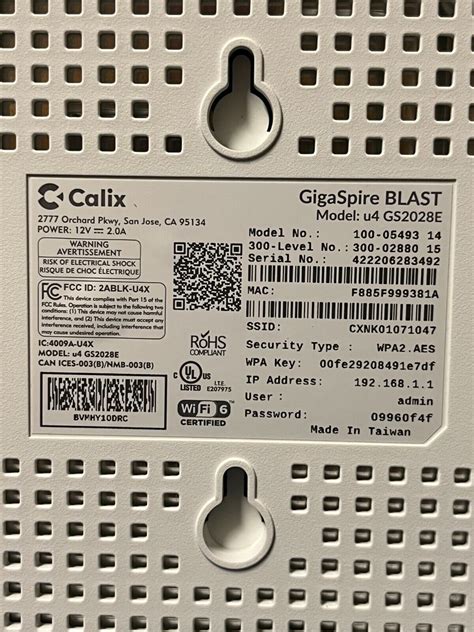 Calix
2777 Orchard Pkwy, San Jose, CA 95134
POWER: 12V 2.0A
WARNING
AVERTISSEMENT
RISK OF ELECTRICAL SHOCK
RISQUE DE CHOC ÉLECTRIQUE
FC FCC ID: 2ABLK-U4X
This device complies with Part 15 of the
FCC Rules. Operation is subject to the following
two conditions: (1) This device may not cause harmful
interference, and (2) This device must accept any
interference received, including interference that
may cause undesired operation.
IC:4009A-U4X
Model: u4 GS2028E
CAN ICES-003(B)/NMB-003(B)
BVMHY10DRC
RoHS
COMPLIANT
c UL US
LISTED
I.T.E.
E207975
Wi Fi 6
CERTIFIED
GigaSpire BLAST
Model: u4 GS2028E
Model No.: 100-05493 14
300-Level No.: 300-02880 15
Serial No.: 422206283492
MAC: F885F999381A
SSID: CXNK01071047
Security Type : WPA2.AES
WPA Key: 00fe29208491e7df
IP Address: 192.168.1.1
User : admin
Password: 09960f4f
Made In Taiwan